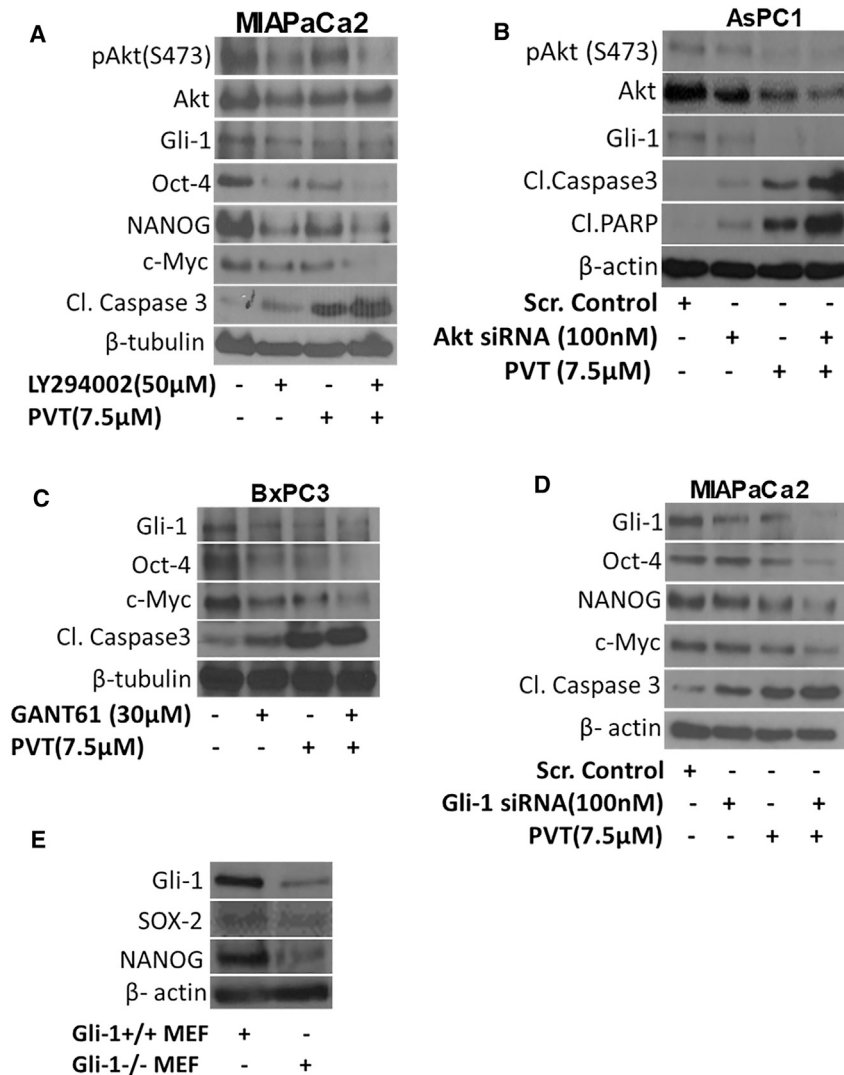 A
MIAPaCa2
pAkt(S473)
Akt
Gli-1
Oct-4
NANOG
c-Myc
Cl. Caspase 3
β-tubulin
LY294002(50μM) - + - +
PVT(7.5μM) - - + +
B
AsPC1
pAkt (S473)
Akt
Gli-1
Cl.Caspase3
Cl.PARP
β-actin
Scr. Control + - - -
Akt siRNA (100nM) - + - +
PVT (7.5μM) - - + +
C
BxPC3
Gli-1
Oct-4
c-Myc
Cl. Caspase3
β-tubulin
GANT61 (30μM) - + - +
PVT(7.5μM) - - + +
D
MIAPaCa2
Gli-1
Oct-4
NANOG
c-Myc
Cl. Caspase 3
β- actin
Scr. Control + - - -
Gli-1 siRNA(100nM) - + - +
PVT(7.5μM) - - + +
E
Gli-1
SOX-2
NANOG
β- actin
Gli-1+/+ MEF + -
Gli-1-/- MEF - +